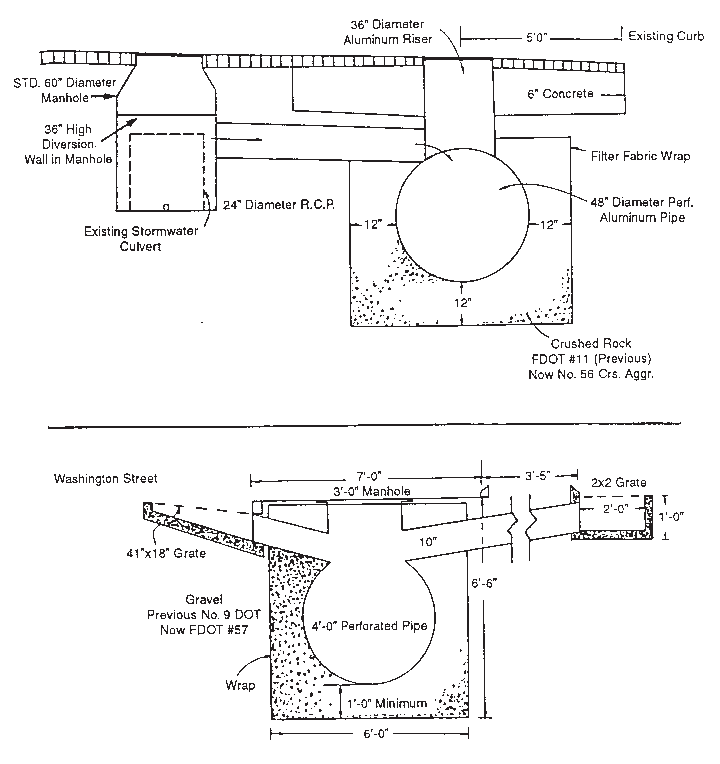 36" Diameter
Aluminum Riser
5'0"
Existing Curb
STD. 60" Diameter
Manhole
6" Concrete
36" High
Diversion
Wall in Manhole
Filter Fabric Wrap
24" Diameter R.C.P.
48" Diameter Perf.
Aluminum Pipe
Existing Stormwater
Culvert
12"
12"
12"
Crushed Rock
FDOT #11 (Previous)
Now No. 56 Crs. Aggr.
Washington Street
7'-0"
3'-5"
2x2 Grate
3'-0" Manhole
2'-0"
1'-0"
41"x18" Grate
10"
6'-6"
Gravel
Previous No. 9 DOT
Now FDOT #57
4'-0" Perforated Pipe
Wrap
1'-0" Minimum
6'-0"